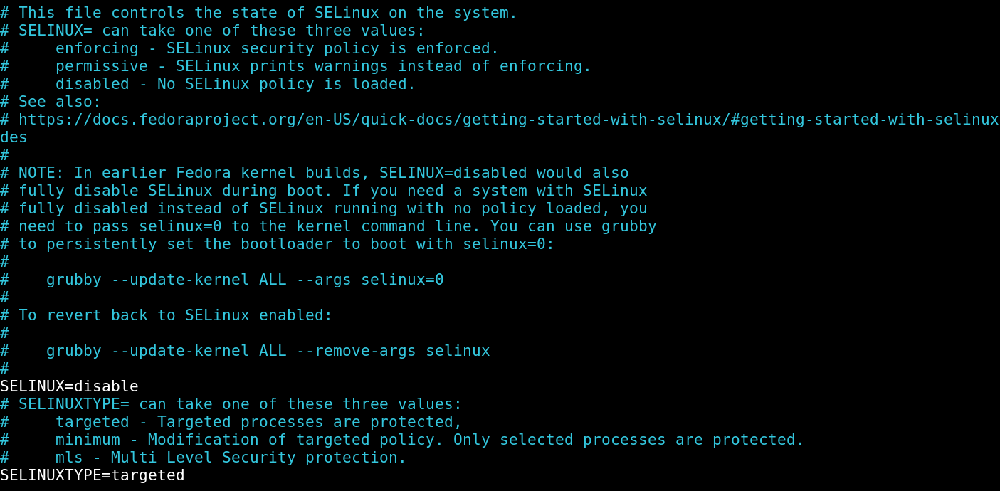 # This file controls the state of SELinux on the system.
# SELINUX= can take one of these three values:
#     enforcing - SELinux security policy is enforced.
#     permissive - SELinux prints warnings instead of enforcing.
#     disabled - No SELinux policy is loaded.
# See also:
# https://docs.fedoraproject.org/en-US/quick-docs/getting-started-with-selinux/#getting-started-with-selinux
des
#
# NOTE: In earlier Fedora kernel builds, SELINUX=disabled would also
# fully disable SELinux during boot. If you need a system with SELinux
# fully disabled instead of SELinux running with no policy loaded, you
# need to pass selinux=0 to the kernel command line. You can use grubby
# to persistently set the bootloader to boot with selinux=0:
#
#    grubby --update-kernel ALL --args selinux=0
#
# To revert back to SELinux enabled:
#
#    grubby --update-kernel ALL --remove-args selinux
#
SELINUX=disable
# SELINUXTYPE= can take one of these three values:
#     targeted - Targeted processes are protected,
#     minimum - Modification of targeted policy. Only selected processes are protected.
#     mls - Multi Level Security protection.
SELINUXTYPE=targeted